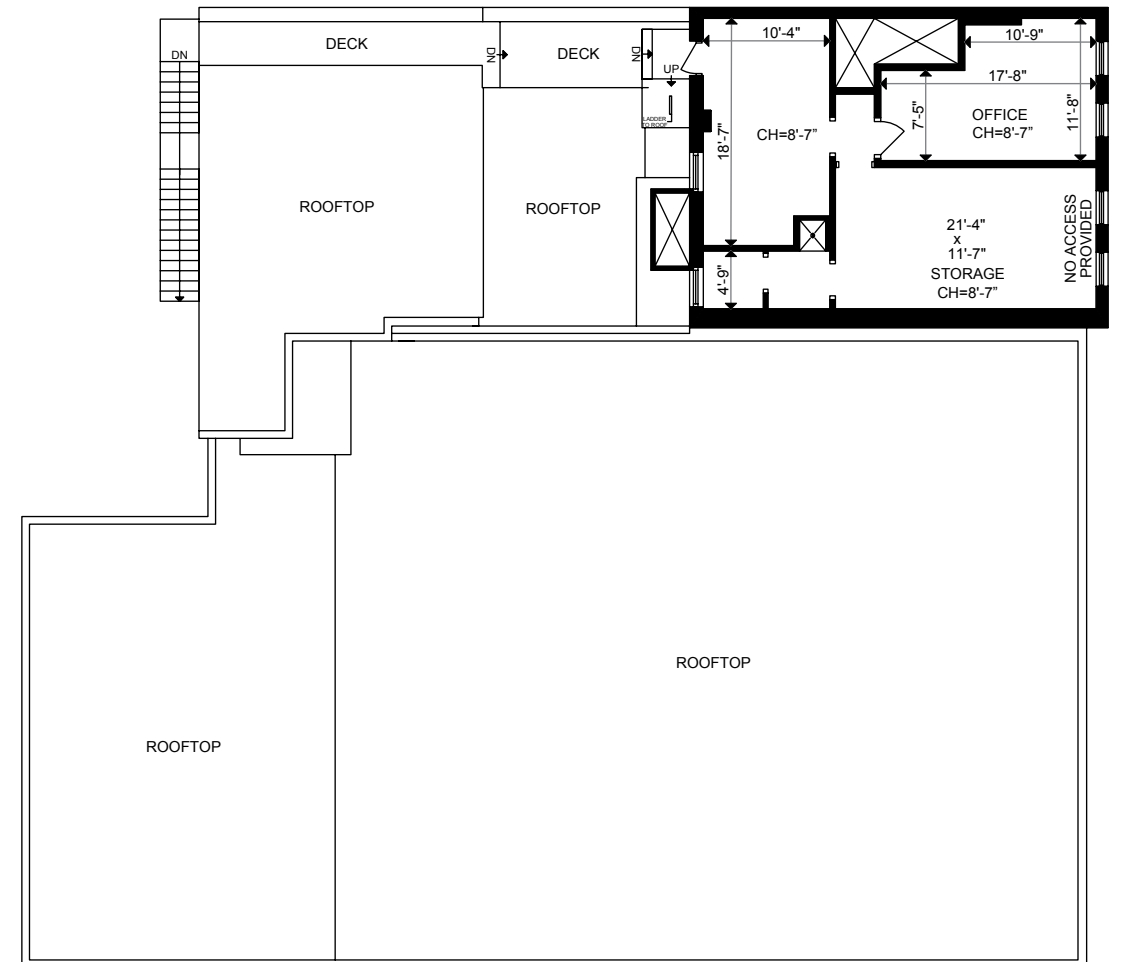 DN
DECK
DN
DECK
DN
UP
LADDER
TO ROOF
10'-4"
18'-7"
CH=8'-7”
10'-9"
17'-8"
7'-5"
11'-8"
OFFICE
CH=8'-7”
ROOFTOP
ROOFTOP
21'-4"
x
11'-7"
STORAGE
CH=8'-7”
NO ACCESS
PROVIDED
4'-9"
ROOFTOP
ROOFTOP